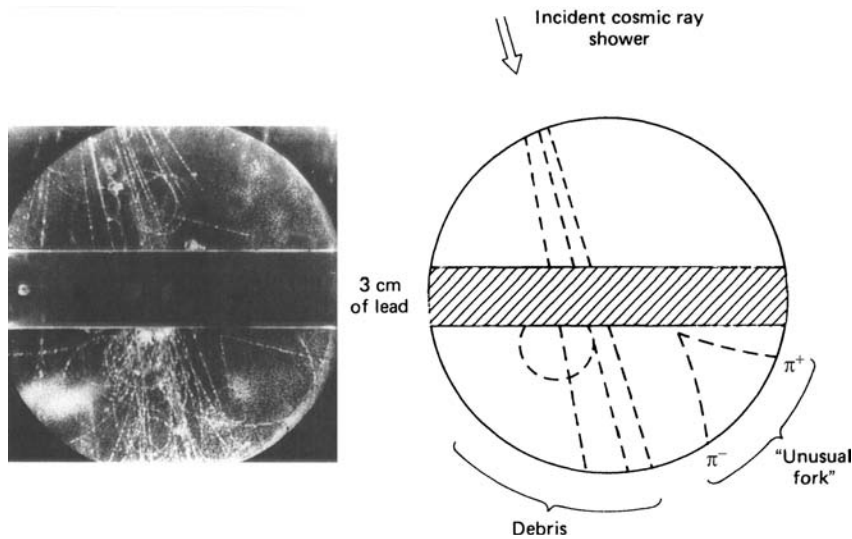 Incident cosmic ray
shower
3 cm
of lead
π+
π−
“Unusual
fork”
Debris